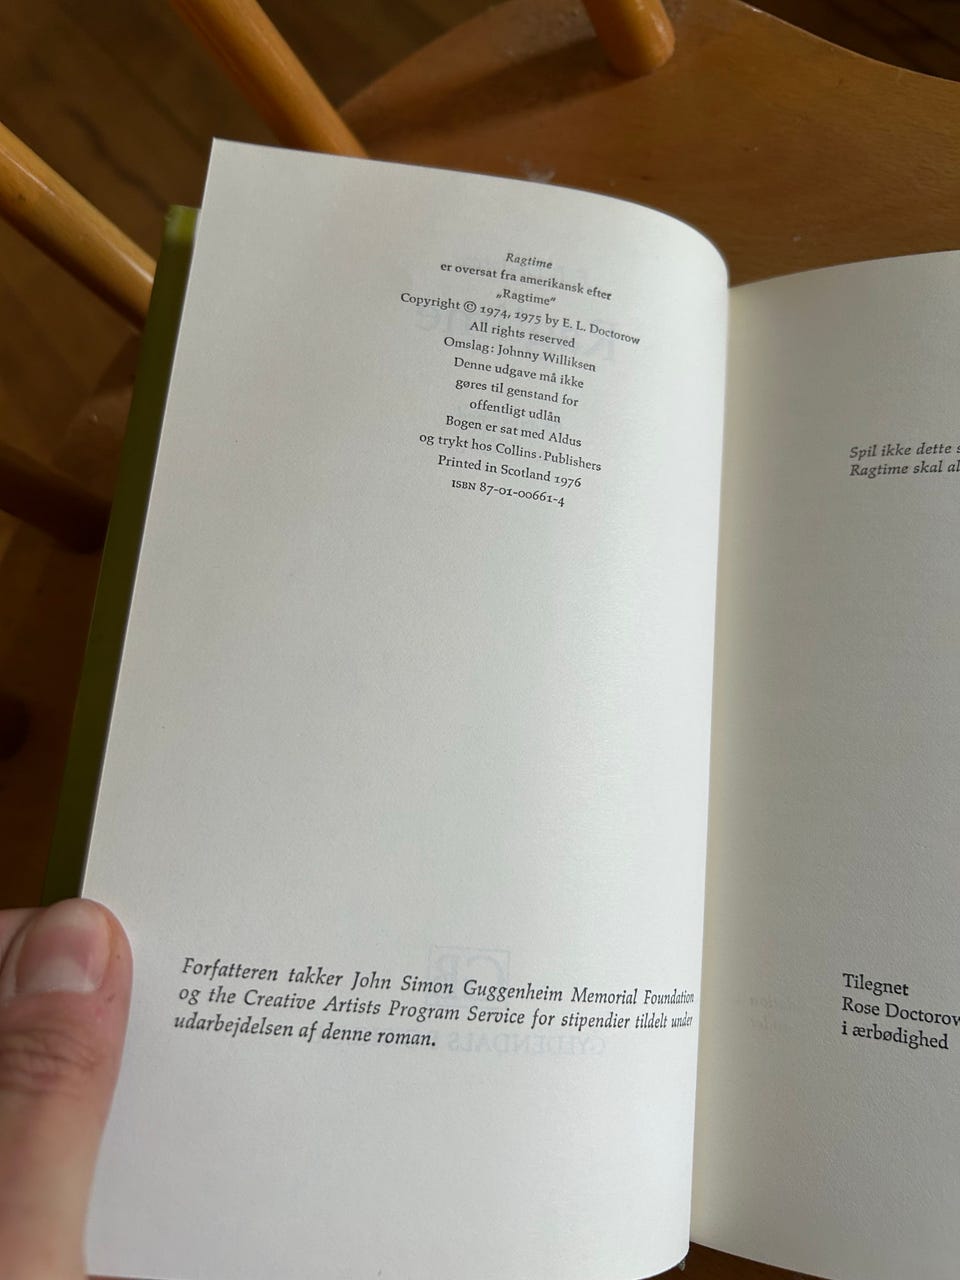 Ragtime
er oversat fra amerikansk efter
„Ragtime“
Copyright © 1974, 1975 by E. L. Doctorow
All rights reserved
Omslag: Johnny Williksen
Denne udgave må ikke
gøres til genstand for
offentligt udlån
Bogen er sat med Aldus
og trykt hos Collins · Publishers
Printed in Scotland 1976
ISBN 87-01-00661-4
Forfatteren takker John Simon Guggenheim Memorial Foundation
og the Creative Artists Program Service for stipendier tildelt under
udarbejdelsen af denne roman.
Spil ikke dette
Ragtime skal
Tilegnet
Rose Doctorow
i ærbødighed